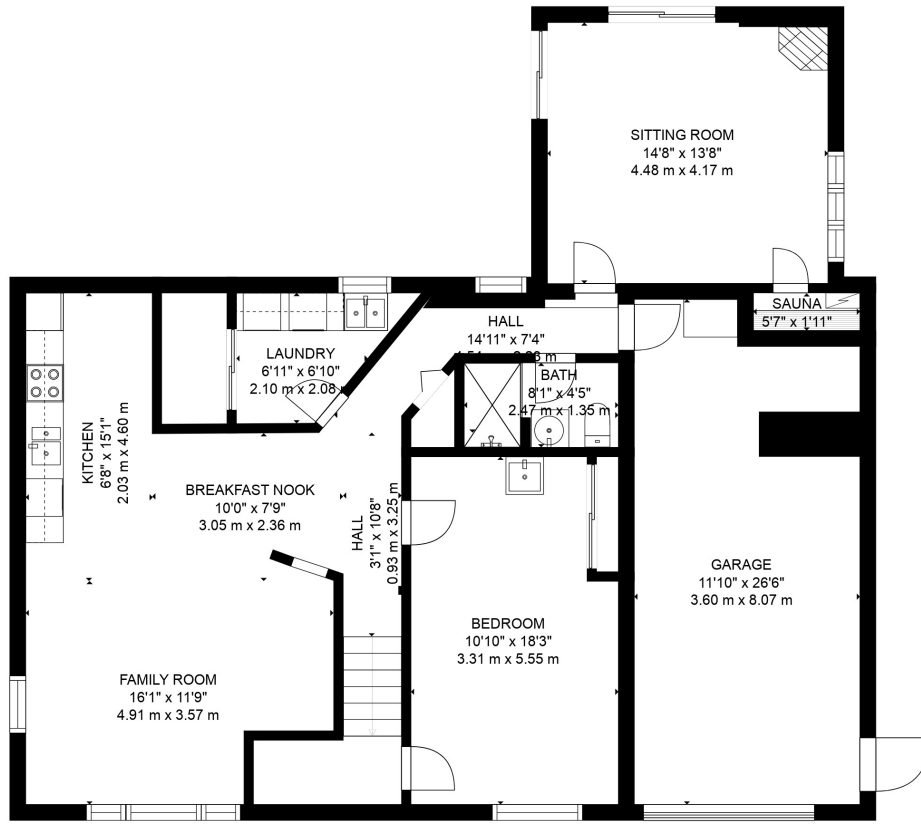 SITTING ROOM
14'8" x 13'8"
4.48 m x 4.17 m
SAUNA
5'7" x 1'11"
HALL
14'11" x 7'4"
LAUNDRY
6'11" x 6'10"
2.10 m x 2.08
BATH
8'1" x 4'5"
2.47 m x 1.35 m
KITCHEN
6'8" x 15'1"
2.03 m x 4.60 m
BREAKFAST NOOK
10'0" x 7'9"
3.05 m x 2.36 m
HALL
3'1" x 10'8"
0.93 m x 3.25 m
GARAGE
11'10" x 26'6"
3.60 m x 8.07 m
BEDROOM
10'10" x 18'3"
3.31 m x 5.55 m
FAMILY ROOM
16'1" x 11'9"
4.91 m x 3.57 m